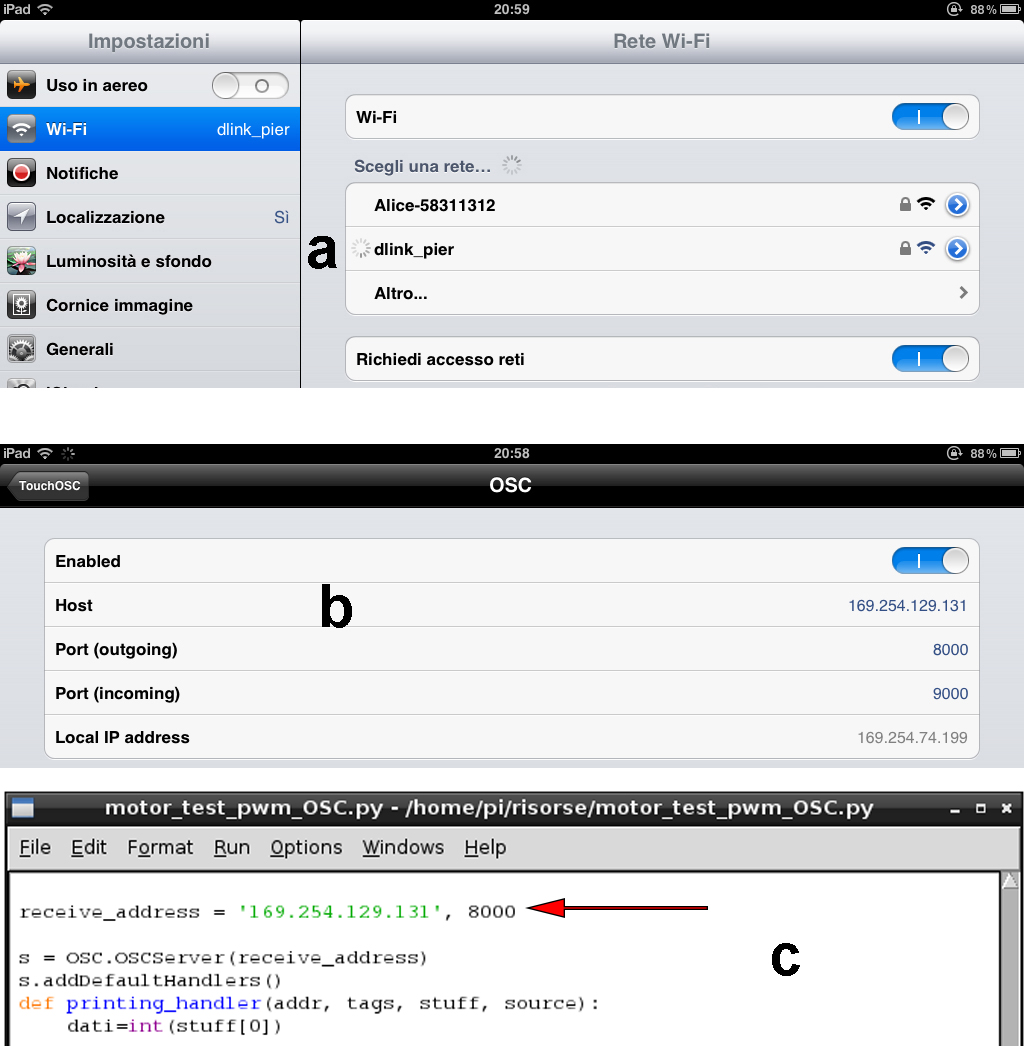 iPad 20:59 88%
Impostazioni
Rete Wi-Fi
Uso in aereo
Wi-Fi dlink_pier
Notifiche
Localizzazione Sì
Luminosità e sfondo
Cornice immagine
Generali
Wi-Fi
Scegli una rete...
Alice-58311312
dlink_pier
Altro...
Richiedi accesso reti
a
iPad 20:58 88%
TouchOSC OSC
Enabled
Host 169.254.129.131
Port (outgoing) 8000
Port (incoming) 9000
Local IP address 169.254.74.199
b
motor_test_pwm_OSC.py - /home/pi/risorse/motor_test_pwm_OSC.py
File Edit Format Run Options Windows Help
receive_address = '169.254.129.131', 8000
s = OSC.OSCServer(receive_address)
s.addDefaultHandlers()
def printing_handler(addr, tags, stuff, source):
dati=int(stuff[0])
c